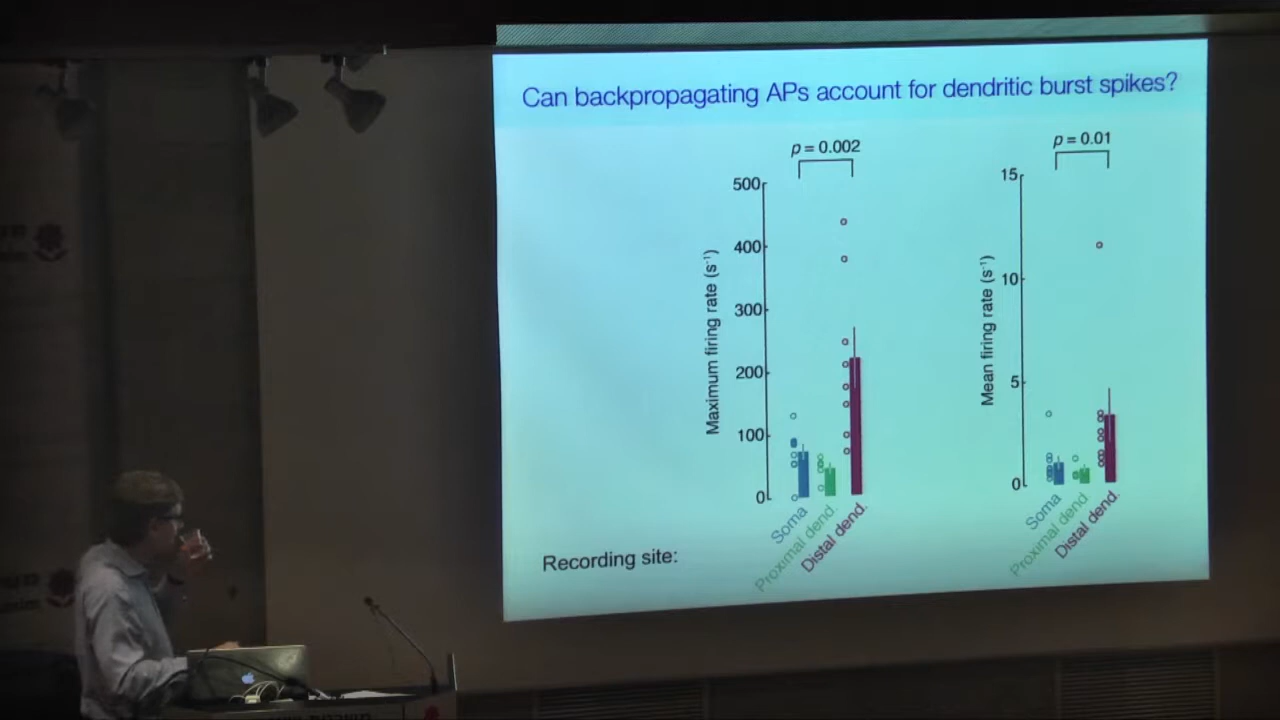 Can backpropagating APs account for dendritic burst spikes?
p = 0.002
Maximum firing rate (s⁻¹)
500
400
300
200
100
0
Soma
Proximal dend.
Distal dend.
p = 0.01
Mean firing rate (s⁻¹)
15
10
5
0
Soma
Proximal dend
Distal dend.
Recording site: